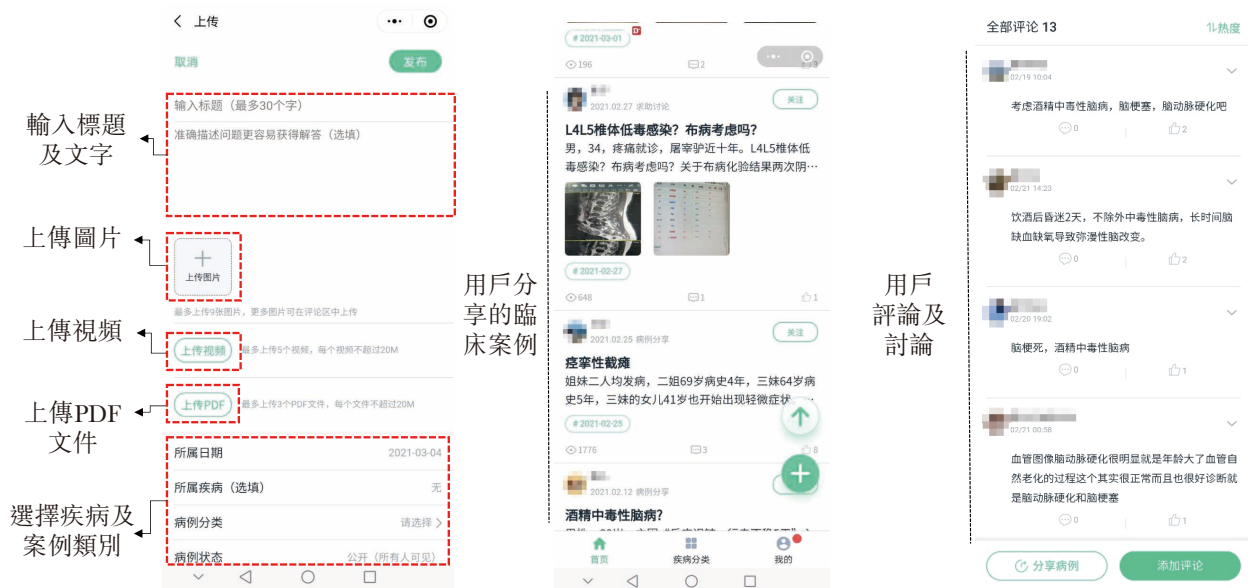 上传
取消
发布
输入标题（最多30个字）
准确描述问题更容易获得解答（选填）
輸入標題
及文字
上傳圖片
上传图片
最多上传9张图片，更多图片可在评论区中上传
上傳視頻
上传视频
最多上传5个视频，每个视频不超过20M
上傳PDF
文件
上传PDF
最多上传3个PDF文件，每个文件不超过20M
選擇疾病及
案例類別
所属日期 2021-03-04
所属疾病（选填） 无
病例分类 请选择
病例状态 公开（所有人可见）
用戶分
享的臨
床案例
# 2021-03-01
196 2 3
2021.02.27 求助讨论
关注
L4L5椎体低毒感染？布病考虑吗？
男，34，疼痛就诊，屠宰驴近十年。L4L5椎体低
毒感染？布病考虑吗？关于布病化验结果两次阴…
# 2021-02-27
648 1 1
2021.02.25 病例分享
关注
痉挛性截瘫
姐妹二人均发病，二姐69岁病史4年，三妹64岁病
史5年，三妹的女儿41岁也开始出现轻微症状
# 2021-02-25
1776 3 8
2021.02.12 病例分享
酒精中毒性脑病?
首页
疾病分类
我的
用戶
評論及
討論
全部评论 13
热度
02/19 10:04
考虑酒精中毒性脑病，脑梗塞，脑动脉硬化吧
0 2
02/21 14:23
饮酒后昏迷2天，不除外中毒性脑病，长时间脑
缺血缺氧导致弥漫性脑改变。
0 2
02/20 19:02
脑梗死，酒精中毒性脑病
0 1
02/21 00:58
血管图像脑动脉硬化很明显就是年龄大了血管自
然老化的过程这个其实很正常而且也很好诊断就
是脑动脉硬化和脑梗塞
0 1
分享病例
添加评论